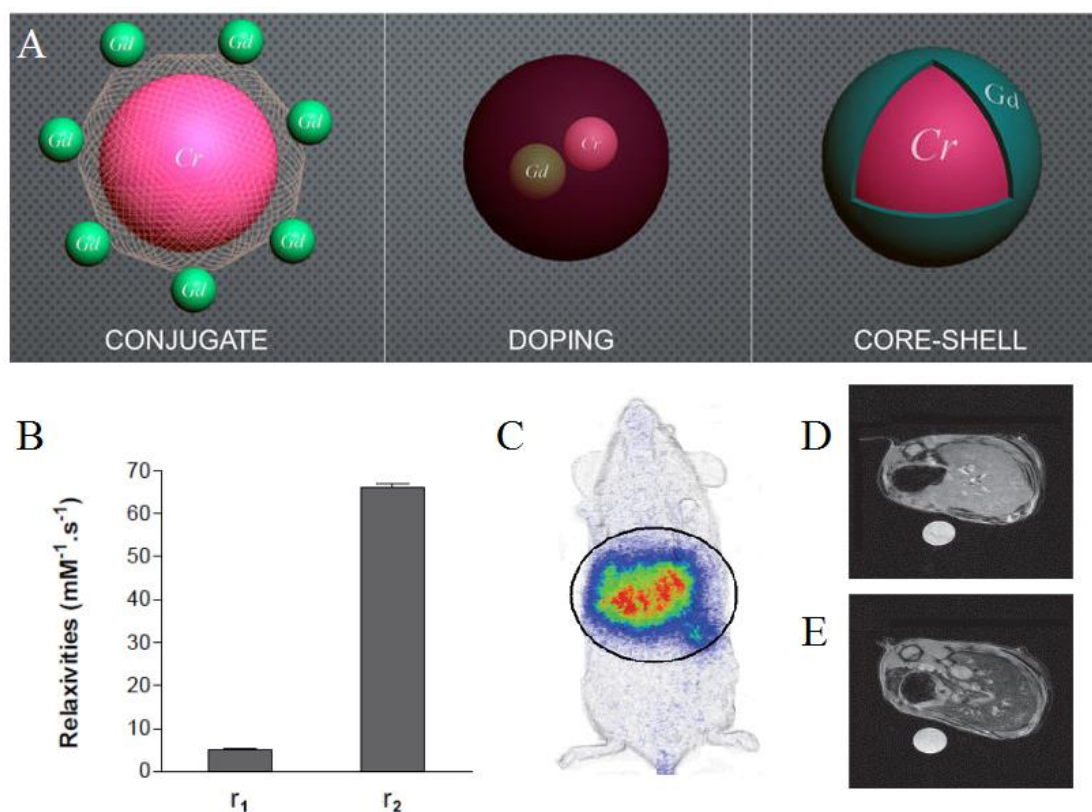 A
Gd
Gd
Gd
Gd
Gd
Gd
Gd
Cr
CONJUGATE
Gd
Cr
DOPING
Gd
Cr
CORE-SHELL
B
Relaxivities (mM⁻¹.s⁻¹)
70
60
50
40
30
20
10
0
r₁
r₂
C
D
E